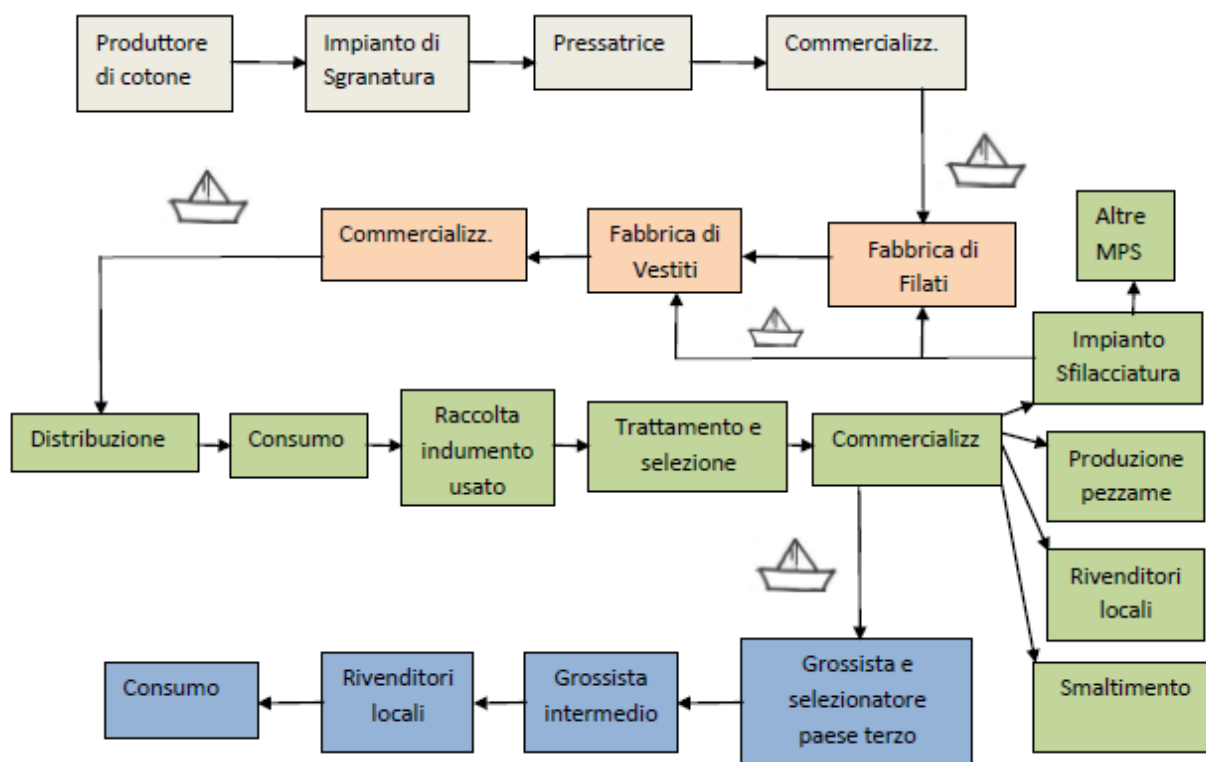 Produttore
di cotone
Impianto di
Sgranatura
Pressatrice
Commercializz.
Altre
MPS
Commercializz.
Fabbrica di
Vestiti
Fabbrica di
Filati
Impianto
Sfilacciatura
Distribuzione
Consumo
Raccolta
indumento
usato
Trattamento e
selezione
Commercializz
Produzione
pezzame
Rivenditori
locali
Smaltimento
Consumo
Rivenditori
locali
Grossista
intermedio
Grossista e
selezionatore
paese terzo